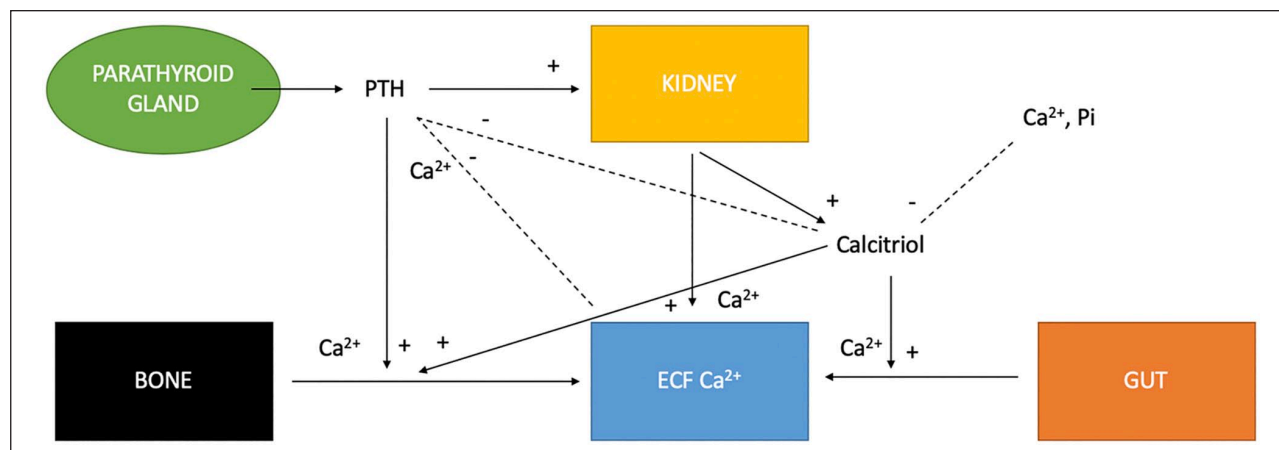 PARATHYROID
GLAND
PTH
+
KIDNEY
Ca²⁺, Pi
-
-
Ca²⁺
+
-
Calcitriol
Ca²⁺
+
Ca²⁺
+
+
Ca²⁺
+
BONE
ECF Ca²⁺
GUT